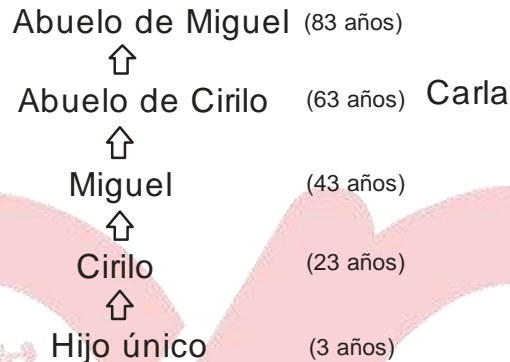 Abuelo de Miguel (83 años)
Abuelo de Cirilo (63 años) Carla
Miguel (43 años)
Cirilo (23 años)
Hijo único (3 años)